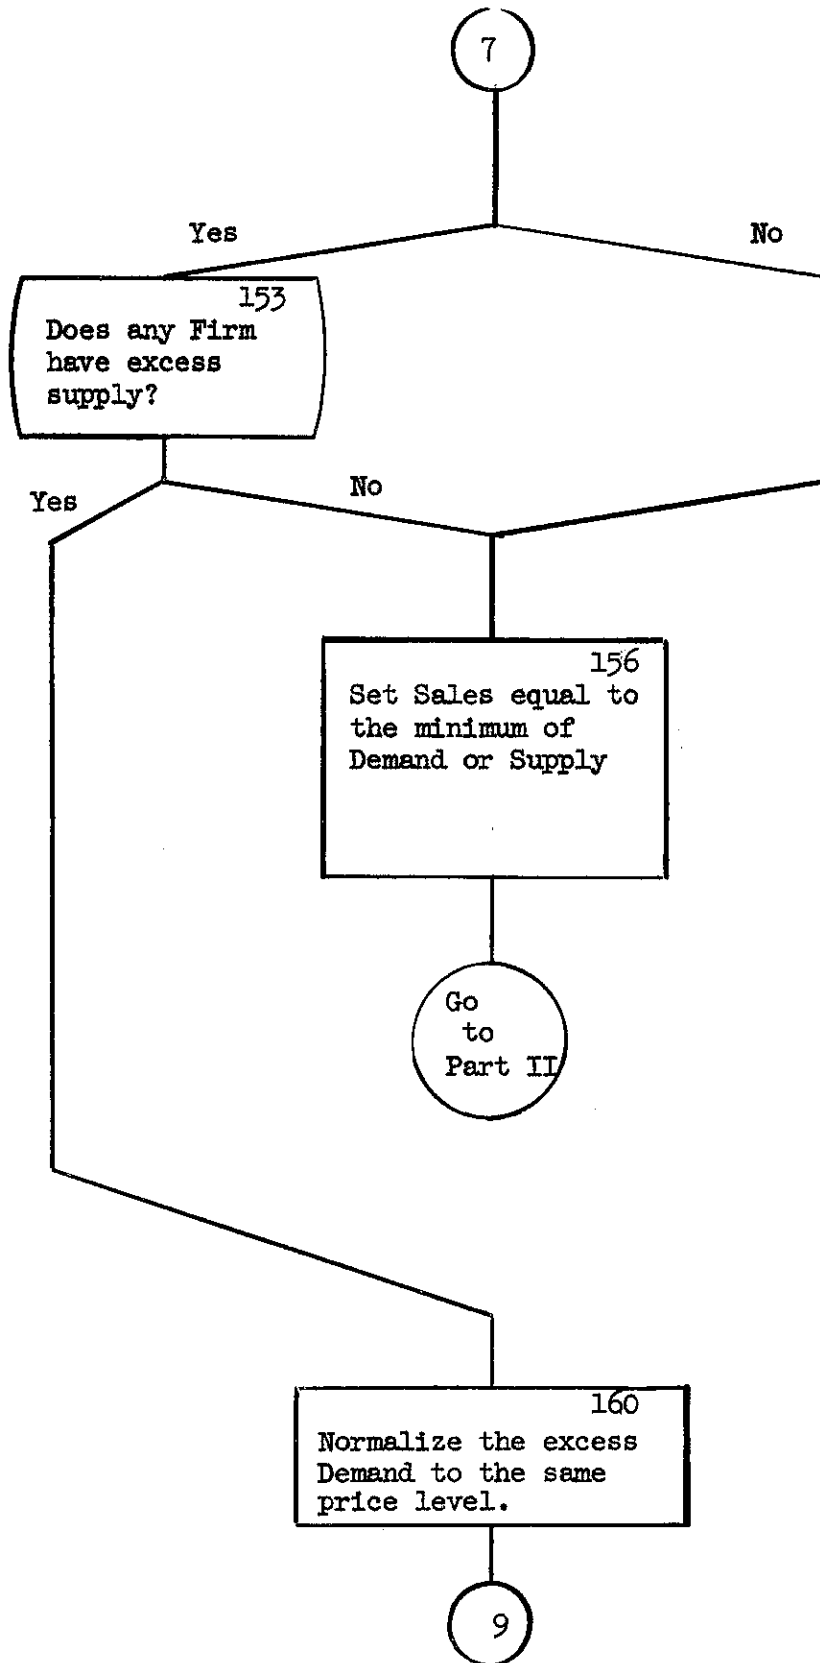 7
Yes
No
153
Does any Firm
have excess
supply?
Yes
No
156
Set Sales equal to
the minimum of
Demand or Supply
Go
to
Part II
160
Normalize the excess
Demand to the same
price level.
9